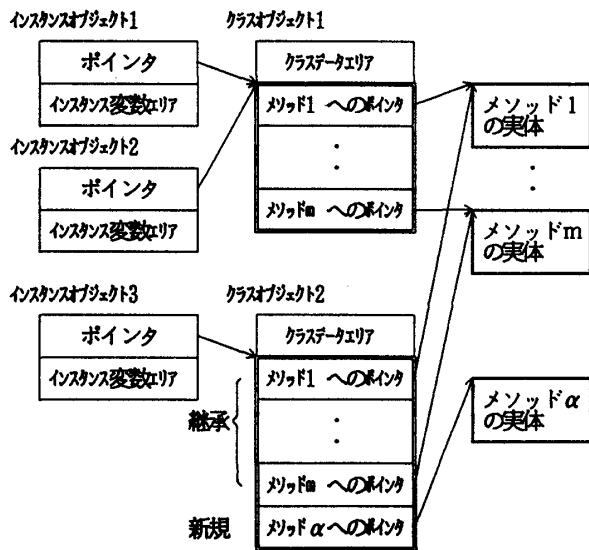 インスタンスオブジェクト1
クラスオブジェクト1
ポインタ
インスタンス変数エリア
クラスデータエリア
メソッド1 へのポインタ
:
メソッドm へのポインタ
メソッド1
の実体
:
メソッドm
の実体
インスタンスオブジェクト2
ポインタ
インスタンス変数エリア
インスタンスオブジェクト3
クラスオブジェクト2
ポインタ
インスタンス変数エリア
クラスデータエリア
メソッド1 へのポインタ
:
メソッドm へのポインタ
メソッドαへのポインタ
継承
新規
メソッドα
の実体